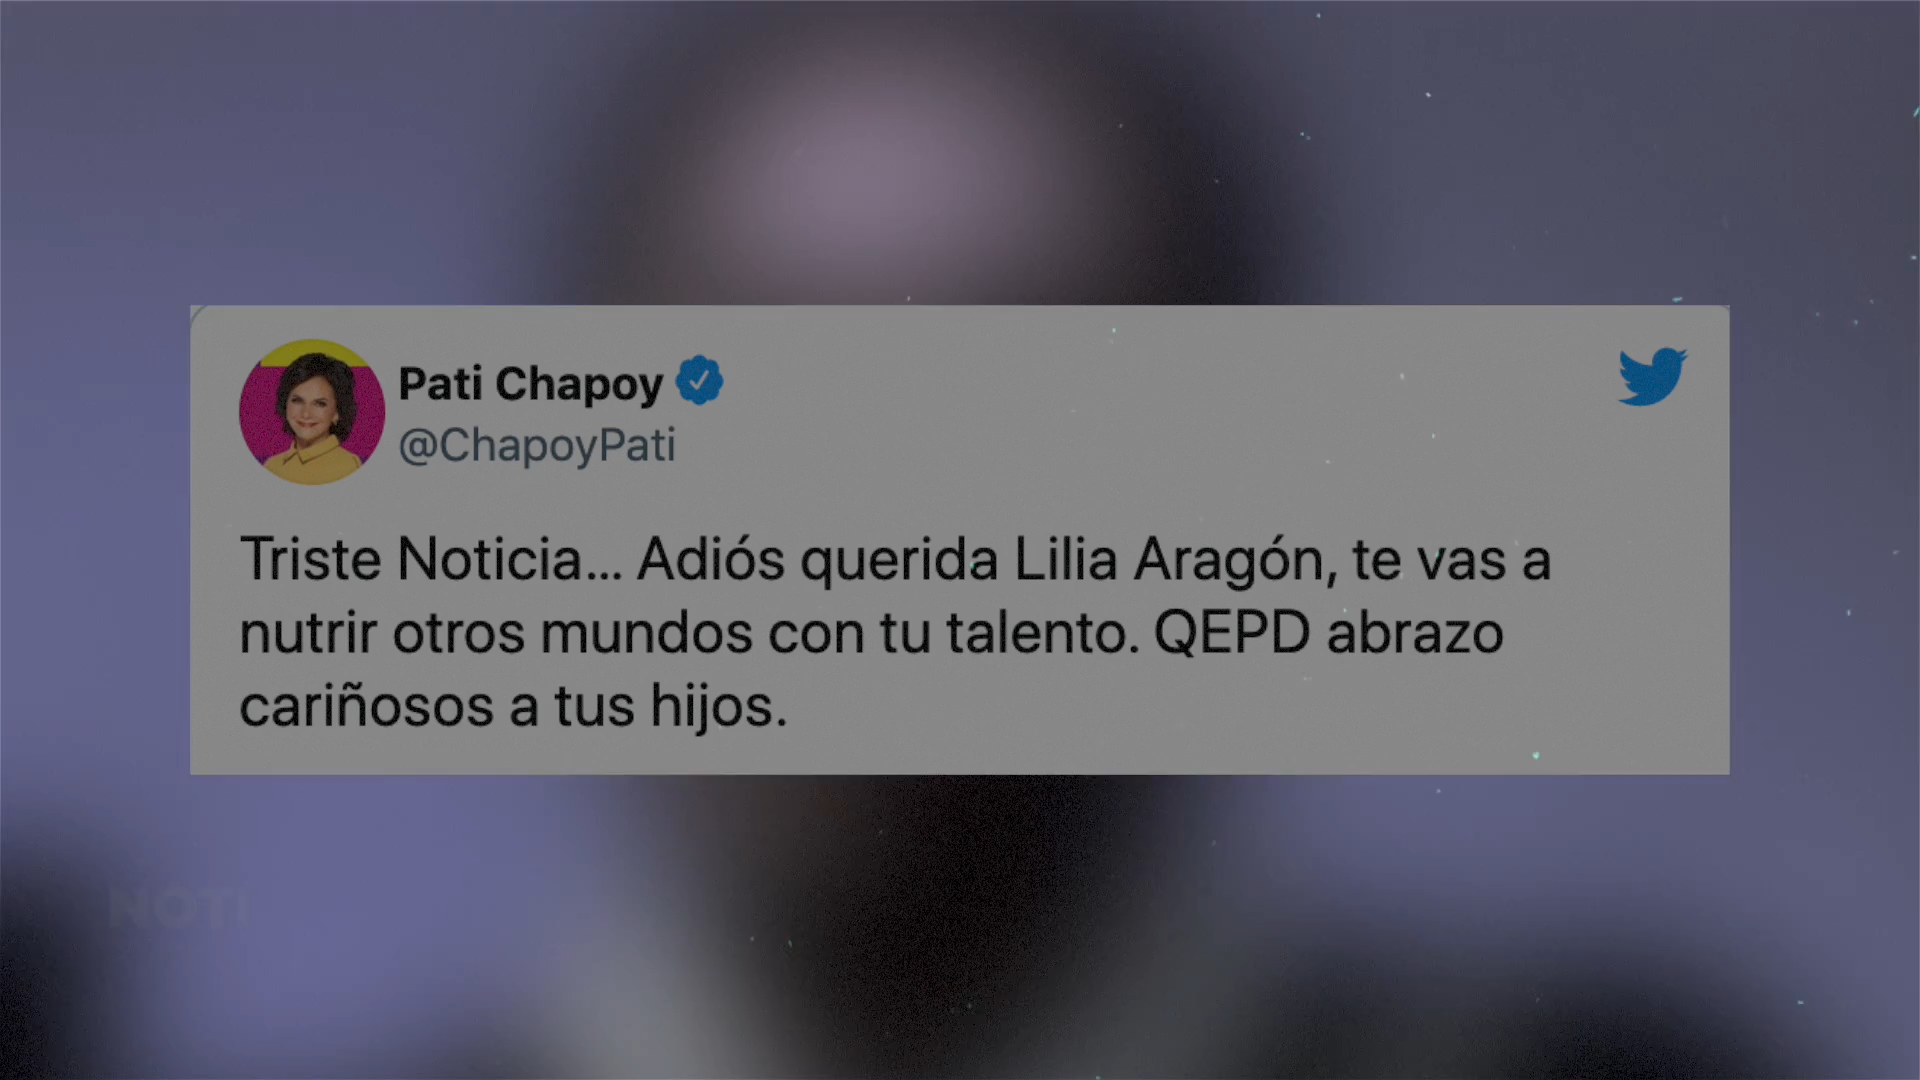 Pati Chapoy
@ChapoyPati
Triste Noticia... Adiós querida Lilia Aragón, te vas a
nutrir otros mundos con tu talento. QEPD abrazo
cariñosos a tus hijos.
NOTI